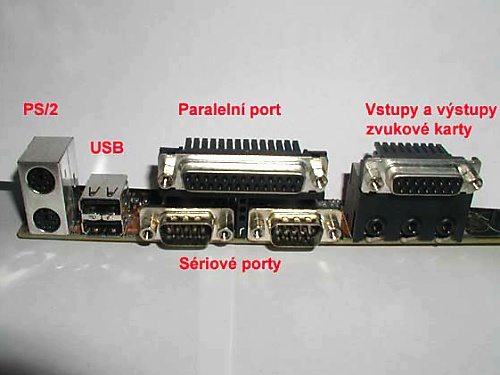 PS/2
USB
Paralelní port
Vstupy a výstupy
zvukové karty
Sériové porty